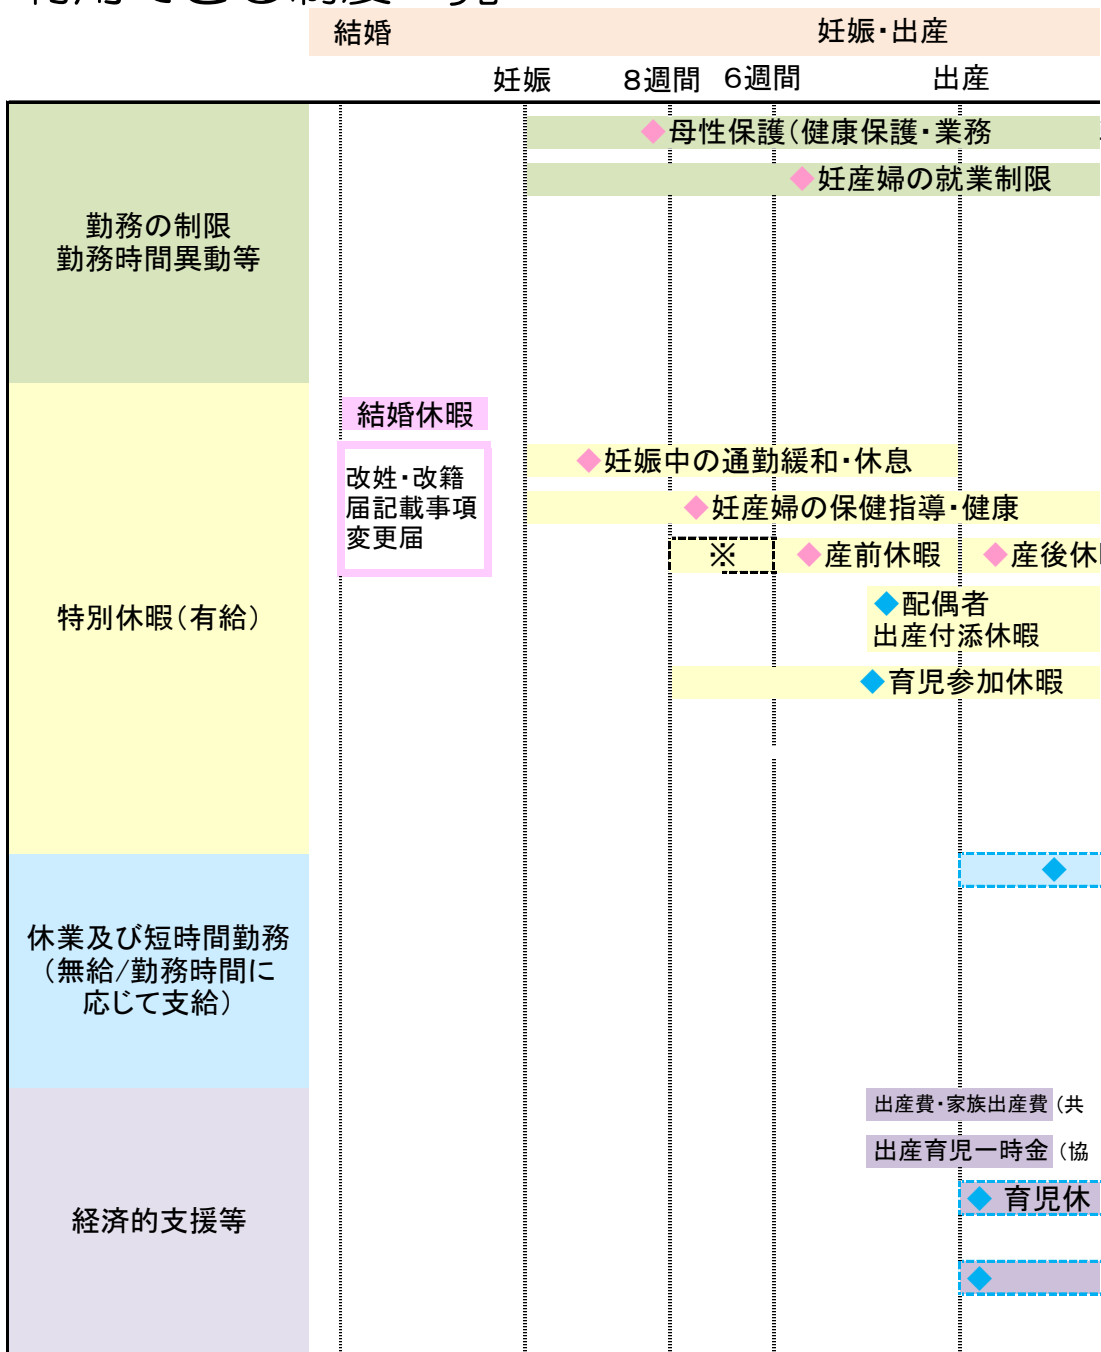 結婚
妊娠・出産
妊娠
８週間
６週間
出産
勤務の制限
勤務時間異動等
◆母性保護（健康保護・業務
◆妊産婦の就業制限
特別休暇（有給）
結婚休暇
改姓・改籍
届記載事項
変更届
◆妊娠中の通勤緩和・休息
◆妊産婦の保健指導・健康
※
◆産前休暇
◆産後休
◆配偶者
出産付添休暇
◆育児参加休暇
休業及び短時間勤務
（無給/勤務時間に
応じて支給）
◆
経済的支援等
出産費・家族出産費（共
出産育児一時金（協
◆ 育児休
◆